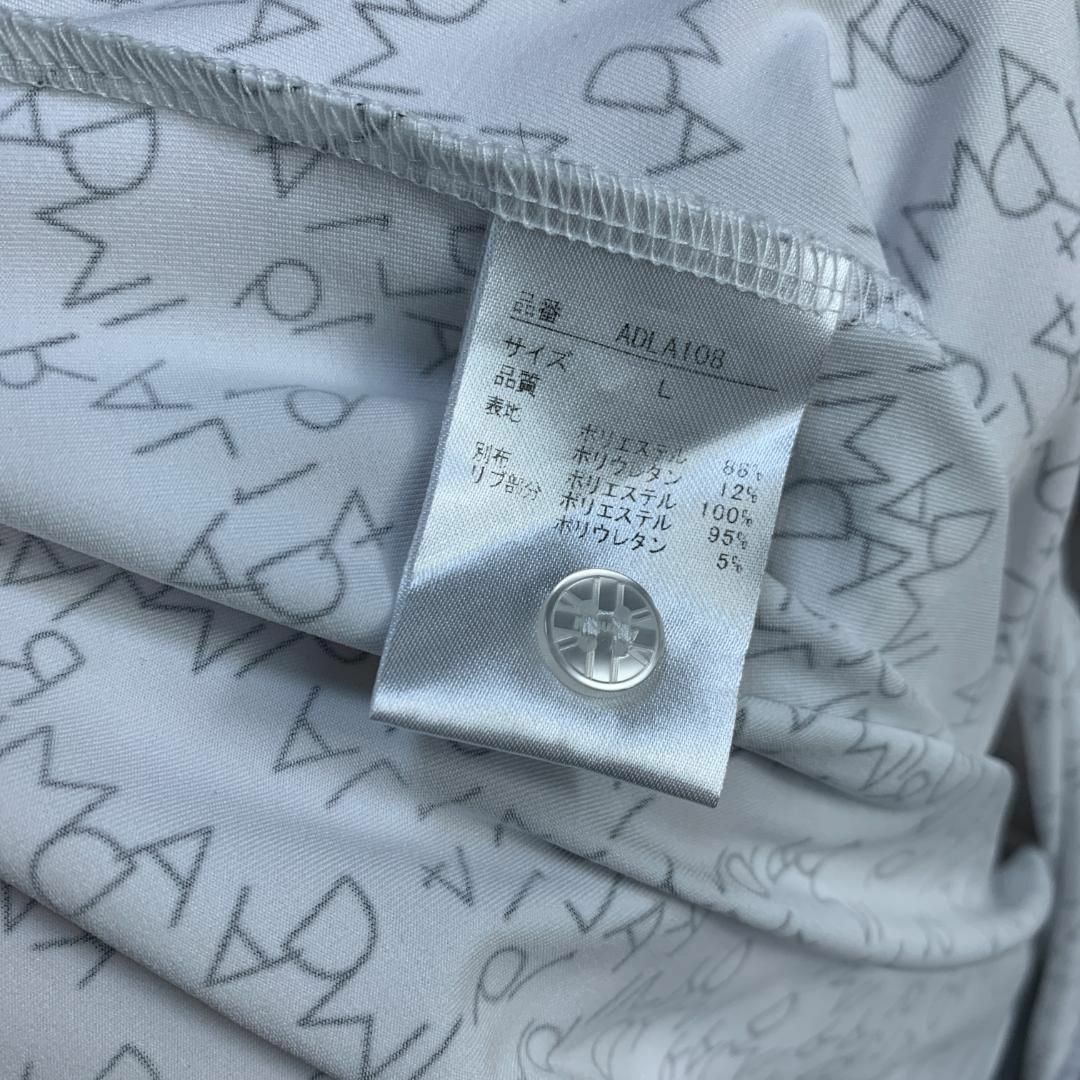 品番 ADLA108
サイズ L
品質
表地 ポリエステル 88%
ポリウレタン 12%
別布 ポリエステル 100%
リブ部分 ポリエステル 95%
ポリウレタン 5%